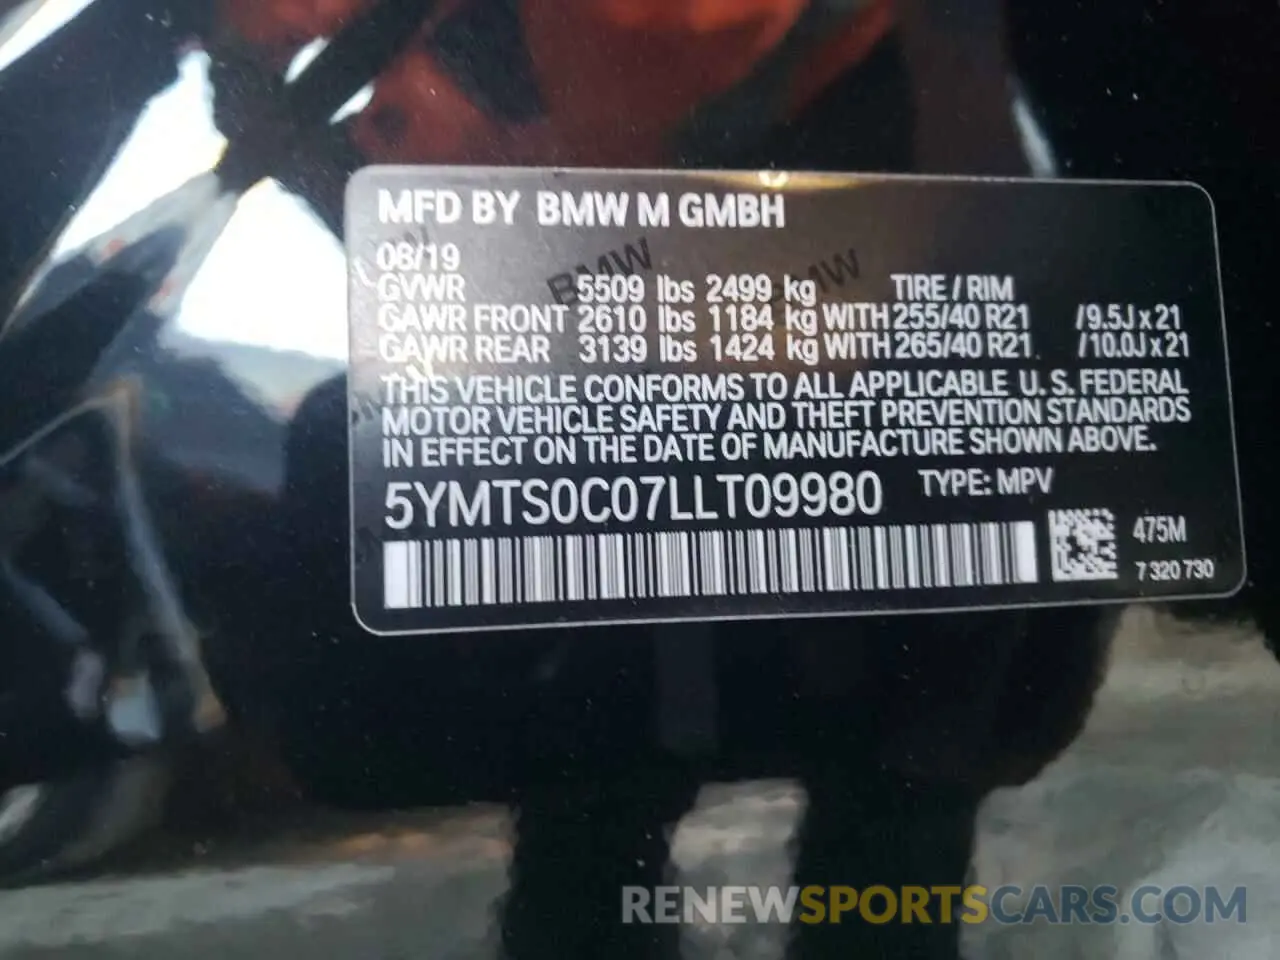 MFD BY BMW M GMBH
08/19
GVWR 5509 lbs 2499 kg TIRE / RIM
GAWR FRONT 2610 lbs 1184 kg WITH 255/40 R21 /9.5J x 21
GAWR REAR 3139 lbs 1424 kg WITH 265/40 R21 /10.0J x 21
THIS VEHICLE CONFORMS TO ALL APPLICABLE U. S. FEDERAL
MOTOR VEHICLE SAFETY AND THEFT PREVENTION STANDARDS
IN EFFECT ON THE DATE OF MANUFACTURE SHOWN ABOVE.
5YMTS0C07LLT09980 TYPE: MPV
475M
7 320 730
BMW
BMW
RENEWSPORTSCARS.COM